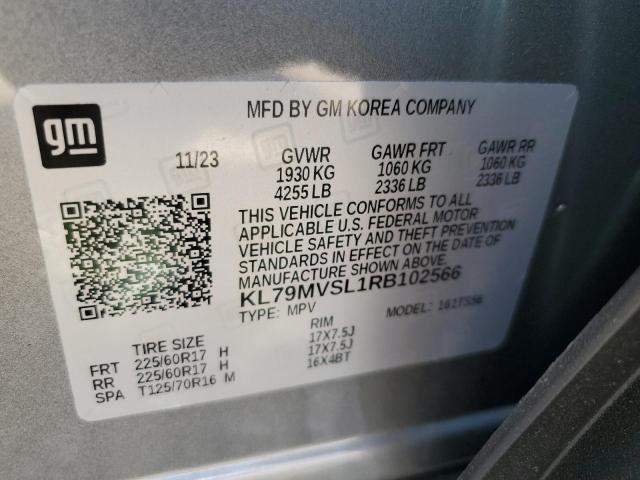 gm
MFD BY GM KOREA COMPANY
11/23 GVWR GAWR FRT GAWR RR
1930 KG 1060 KG 1060 KG
4255 LB 2336 LB 2336 LB
THIS VEHICLE CONFORMS TO ALL
APPLICABLE U.S. FEDERAL MOTOR
VEHICLE SAFETY AND THEFT PREVENTION
STANDARDS IN EFFECT ON THE DATE OF
MANUFACTURE SHOWN ABOVE.
KL79MVSL1RB102566
TYPE: MPV MODEL: 161TS56
TIRE SIZE RIM
FRT 225/60R17 H 17X7.5J
RR 225/60R17 H 17X7.5J
SPA T125/70R16 M 16X4BT